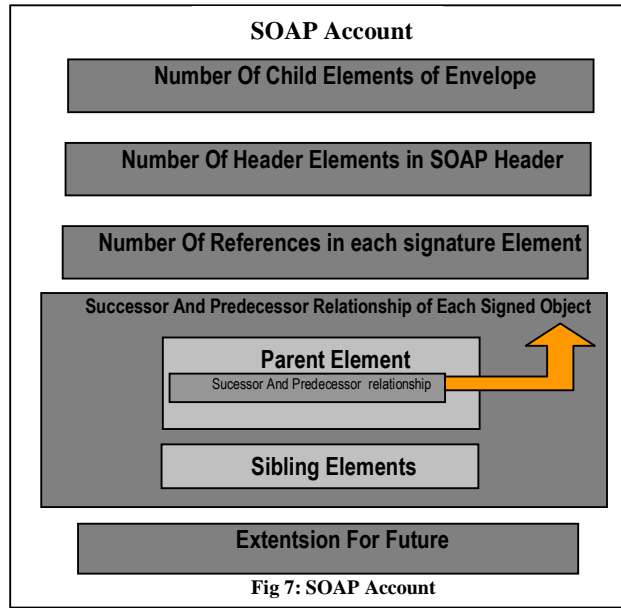 SOAP Account
Number Of Child Elements of Envelope
Number Of Header Elements in SOAP Header
Number Of References in each signature Element
Successor And Predecessor Relationship of Each Signed Object
Parent Element
Sucessor And Predecessor relationship
Sibling Elements
Extentsion For Future
Fig 7: SOAP Account